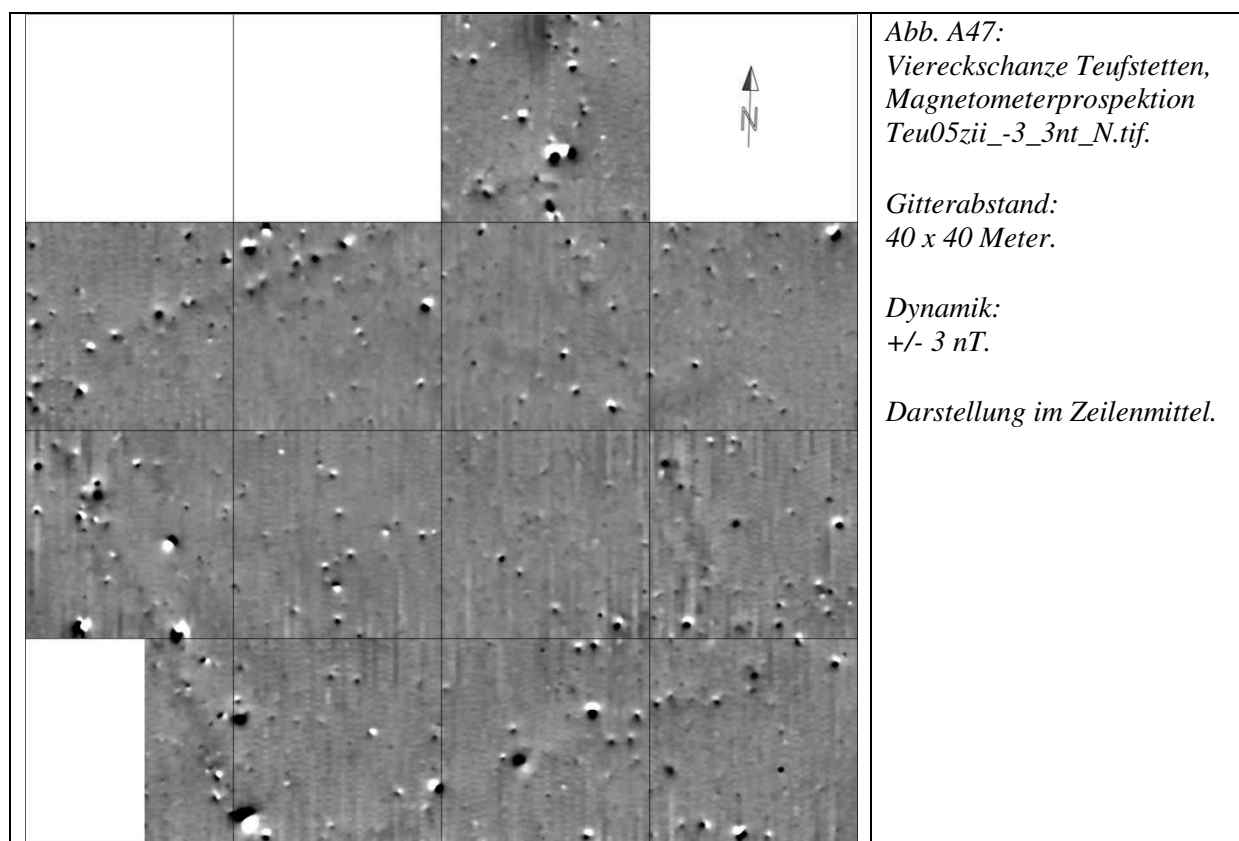 Abb. A47:
Viereckschanze Teufstetten,
Magnetometerprospektion
Teu05zii_-3_3nt_N.tif.
Gitterabstand:
40 x 40 Meter.
Dynamik:
+/- 3 nT.
Darstellung im Zeilenmittel.
N